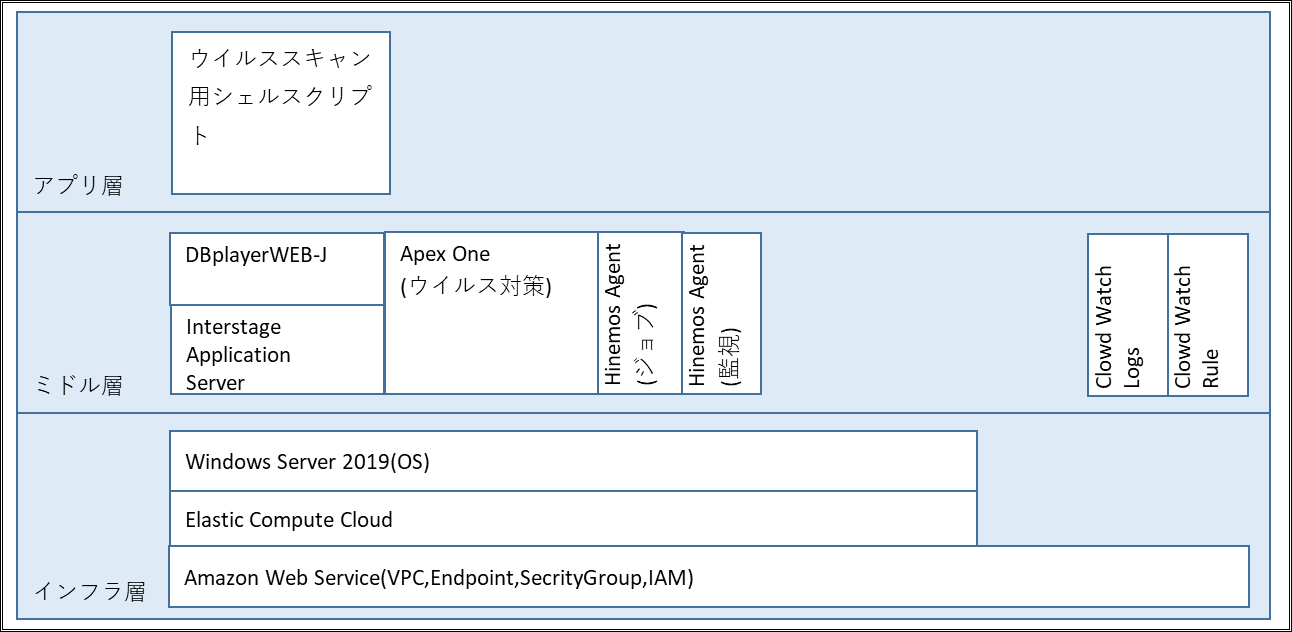 ウイルススキャン
用シェルスクリプ
ト
アプリ層
DBplayerWEB-J
Interstage
Application
Server
Apex One
(ウイルス対策)
Hinemos Agent
(ジョブ)
Hinemos Agent
(監視)
Clowd Watch
Logs
Clowd Watch
Rule
ミドル層
Windows Server 2019(OS)
Elastic Compute Cloud
Amazon Web Service(VPC,Endpoint,SecrityGroup,IAM)
インフラ層